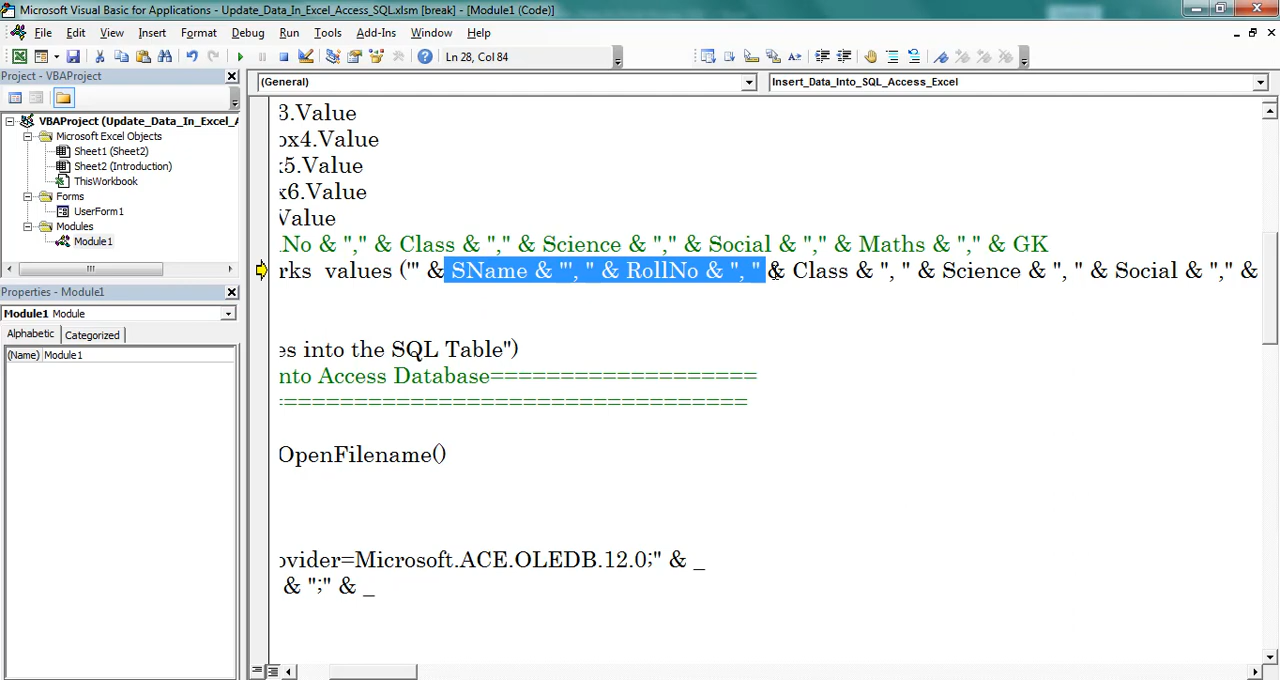 Microsoft Visual Basic for Applications - Update_Data_In_Excel_Access_SQL.xlsm [break] - [Module1 (Code)]
File Edit View Insert Format Debug Run Tools Add-Ins Window Help
Ln 28, Col 84
Project - VBAProject
VBAProject (Update_Data_In_Excel_A
Microsoft Excel Objects
Sheet1 (Sheet2)
Sheet2 (Introduction)
ThisWorkbook
Forms
UserForm1
Modules
Module1
Properties - Module1
Module1 Module
Alphabetic Categorized
(Name) Module1
(General) Insert_Data_Into_SQL_Access_Excel
3.Value
ox4.Value
x5.Value
x6.Value
Value
.No & "," & Class & "," & Science & "," & Social & "," & Maths & "," & GK
rks values ('" & SName & "', " & RollNo & ", " & Class & ", " & Science & ", " & Social & "," &
es into the SQL Table")
nto Access Database===================
=================================
OpenFilename()
ovider=Microsoft.ACE.OLEDB.12.0;" & _
& ";" & _